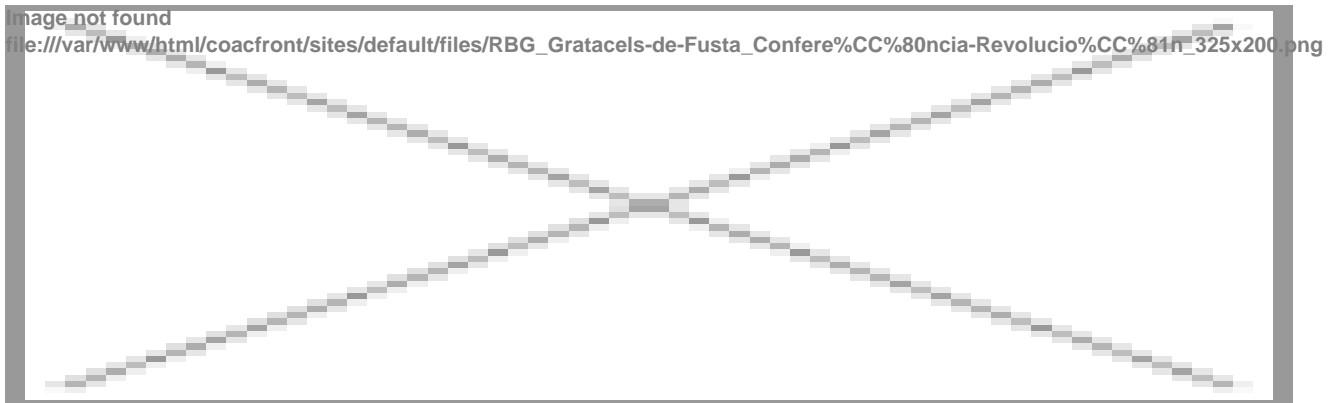 Image not found
file:///var/www/html/coacfront/sites/default/files/RBG_Gratacels-de-Fusta_Confere%CC%80ncia-Revolucio%CC%81n_325x200.png